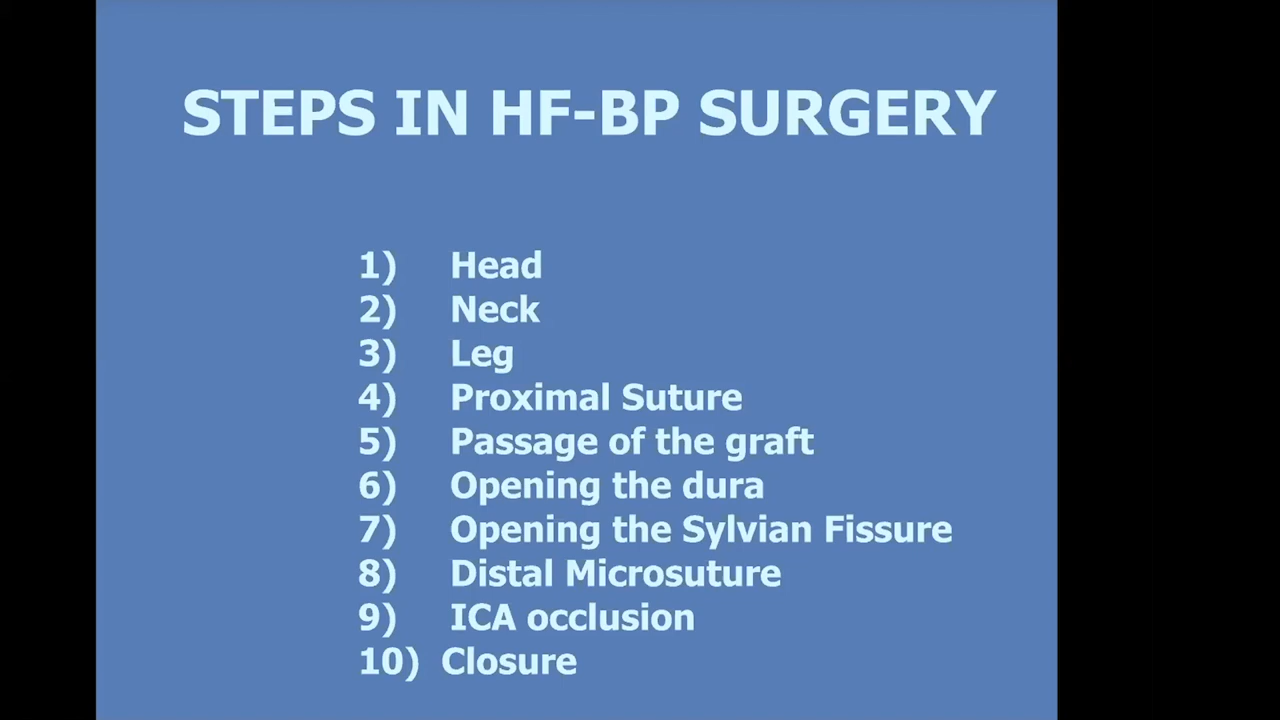 STEPS IN HF-BP SURGERY
1) Head
2) Neck
3) Leg
4) Proximal Suture
5) Passage of the graft
6) Opening the dura
7) Opening the Sylvian Fissure
8) Distal Microsuture
9) ICA occlusion
10) Closure